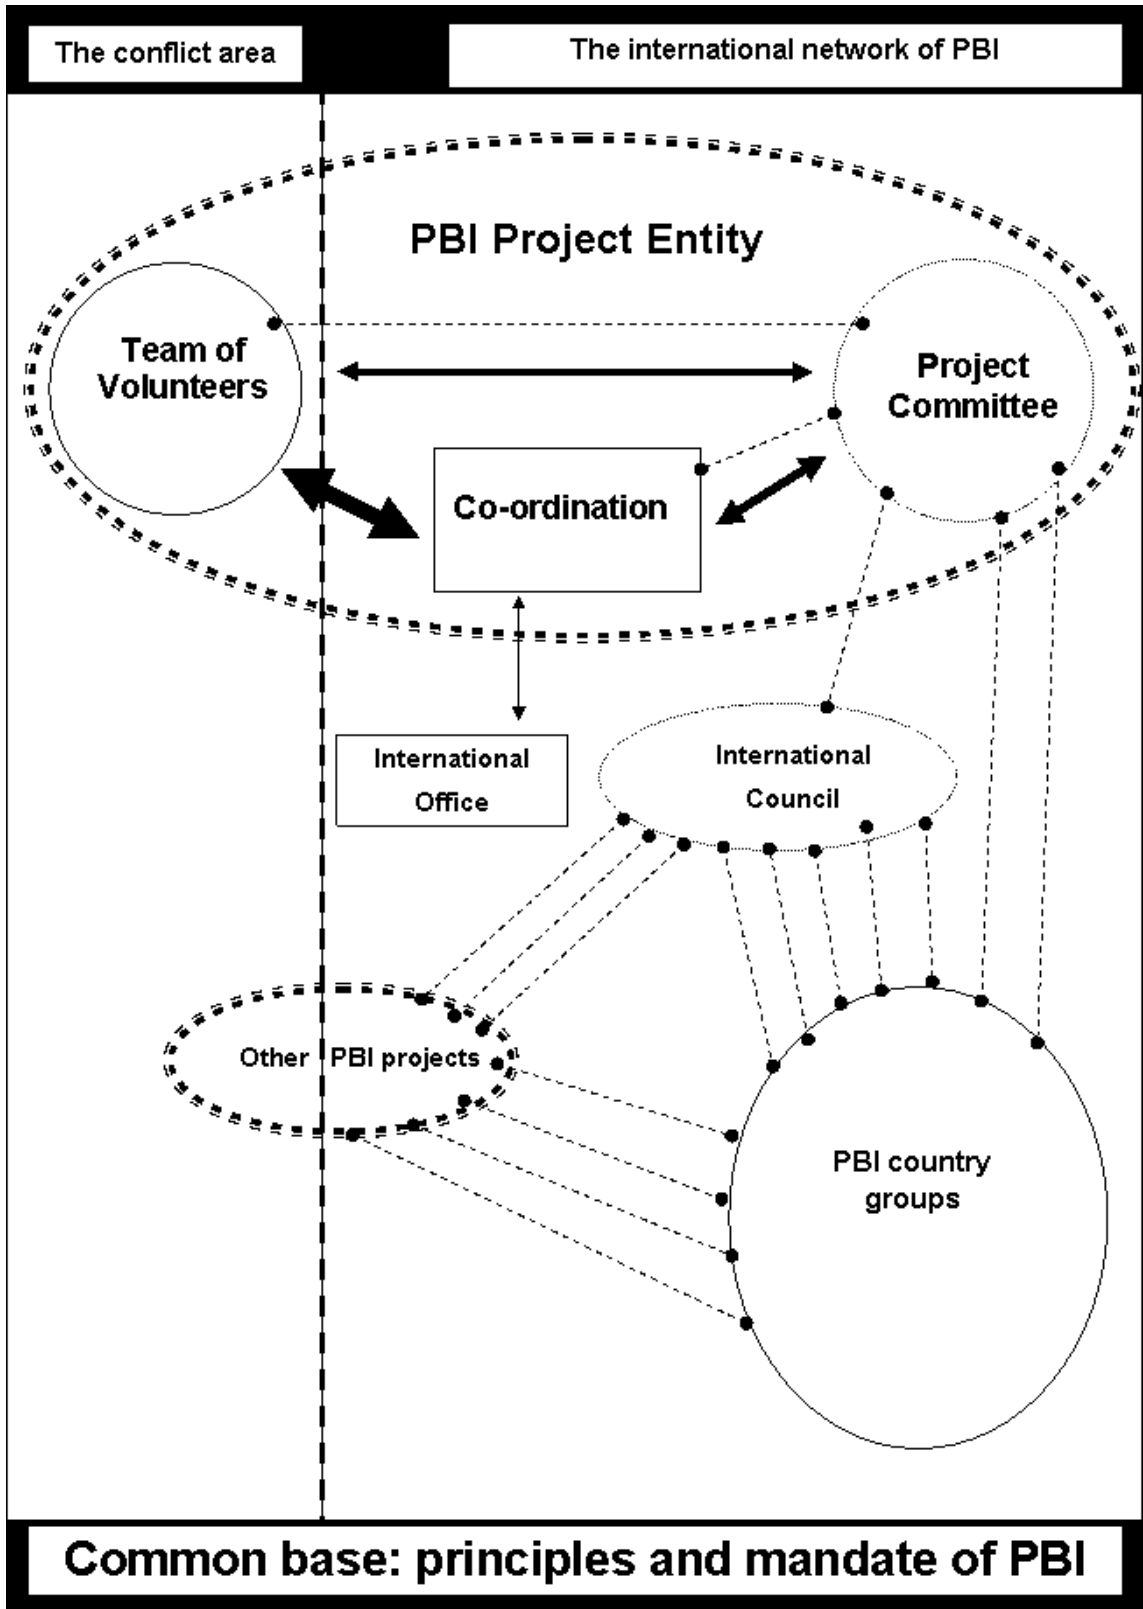 The conflict area
The international network of PBI
PBI Project Entity
Team of
Volunteers
Project
Committee
Co-ordination
International
Office
International
Council
Other PBI projects
PBI country
groups
Common base: principles and mandate of PBI